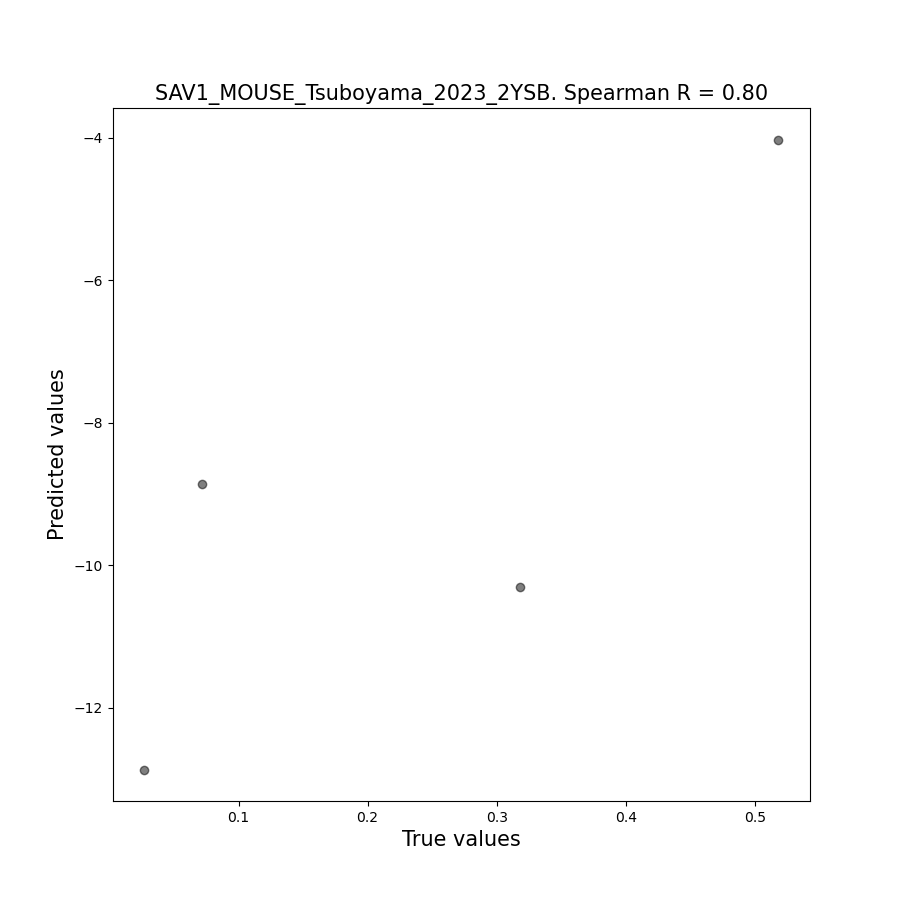 SAV1_MOUSE_Tsuboyama_2023_2YSB. Spearman R = 0.80
Predicted values
−4
−6
−8
−10
−12
0.1 0.2 0.3 0.4 0.5
True values